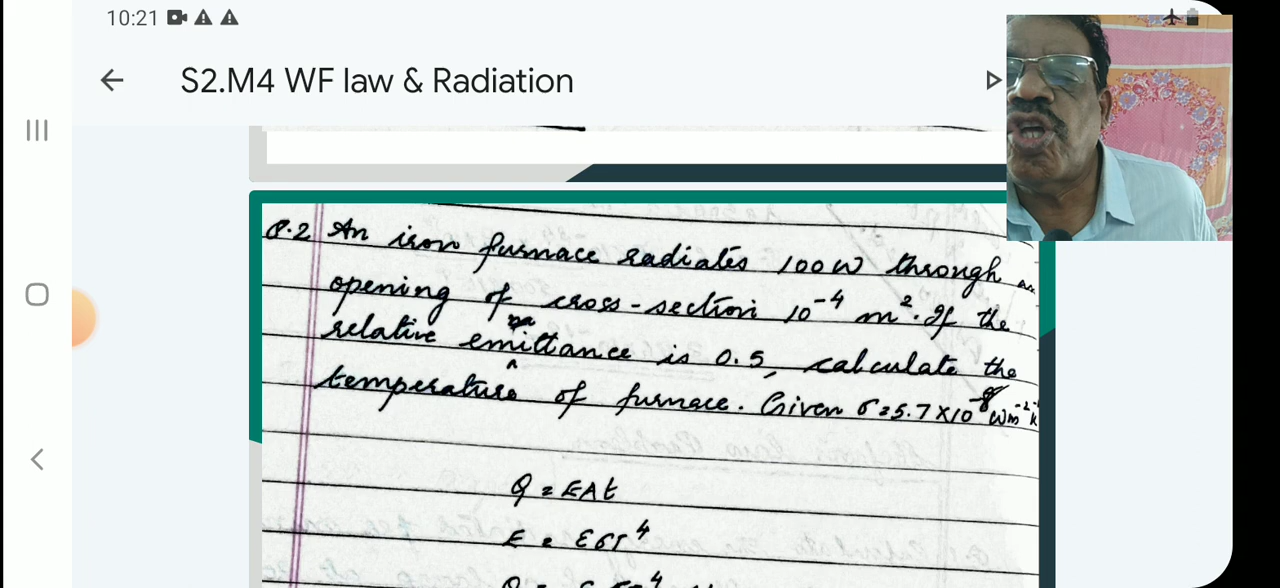 10:21
S2.M4 WF law & Radiation
Q.2 An iron furnace radiates 100W through an
opening of cross-section 10⁻⁴ m². If the
relative emittance is 0.5, calculate the
temperature of furnace. Given σ=5.7×10⁻⁸ Wm⁻²k
Q = EAt
E = εσT⁴